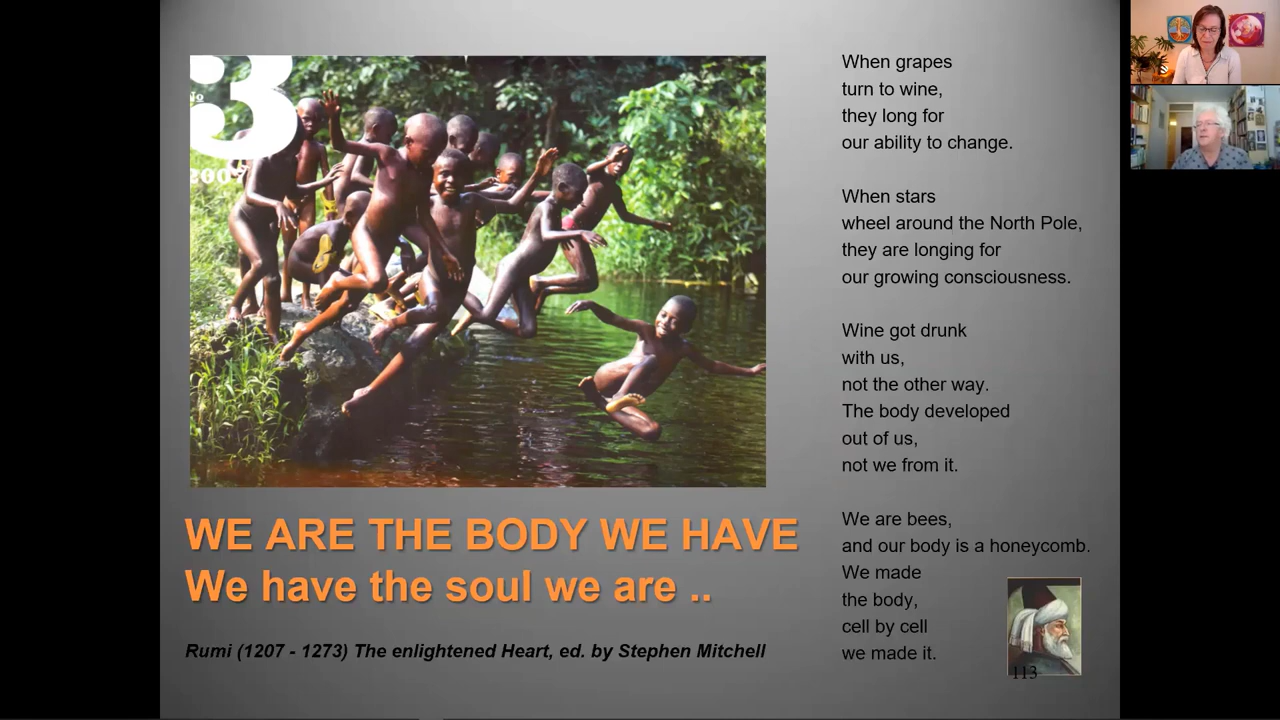 No
3
2007
When grapes
turn to wine,
they long for
our ability to change.
When stars
wheel around the North Pole,
they are longing for
our growing consciousness.
Wine got drunk
with us,
not the other way.
The body developed
out of us,
not we from it.
We are bees,
and our body is a honeycomb.
We made
the body,
cell by cell
we made it.
WE ARE THE BODY WE HAVE
We have the soul we are ..
Rumi (1207 - 1273) The enlightened Heart, ed. by Stephen Mitchell
113